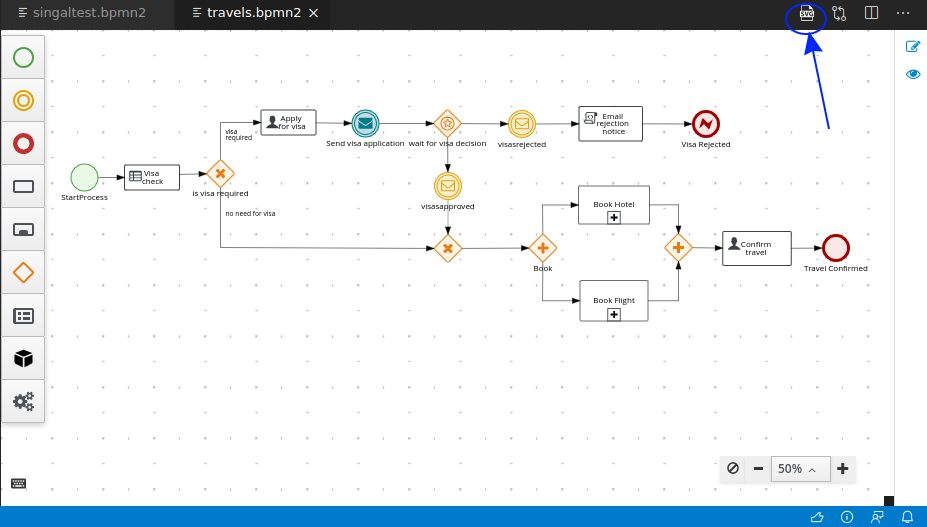 singaltest.bpmn2
travels.bpmn2
SVG
Apply
for visa
visa
required
Send visa application
wait for visa decision
visasrejected
Email
rejection
notice
Visa Rejected
Visa
check
StartProcess
is visa required
visasapproved
no need for visa
Book Hotel
Book
Confirm
travel
Travel Confirmed
Book Flight
50%